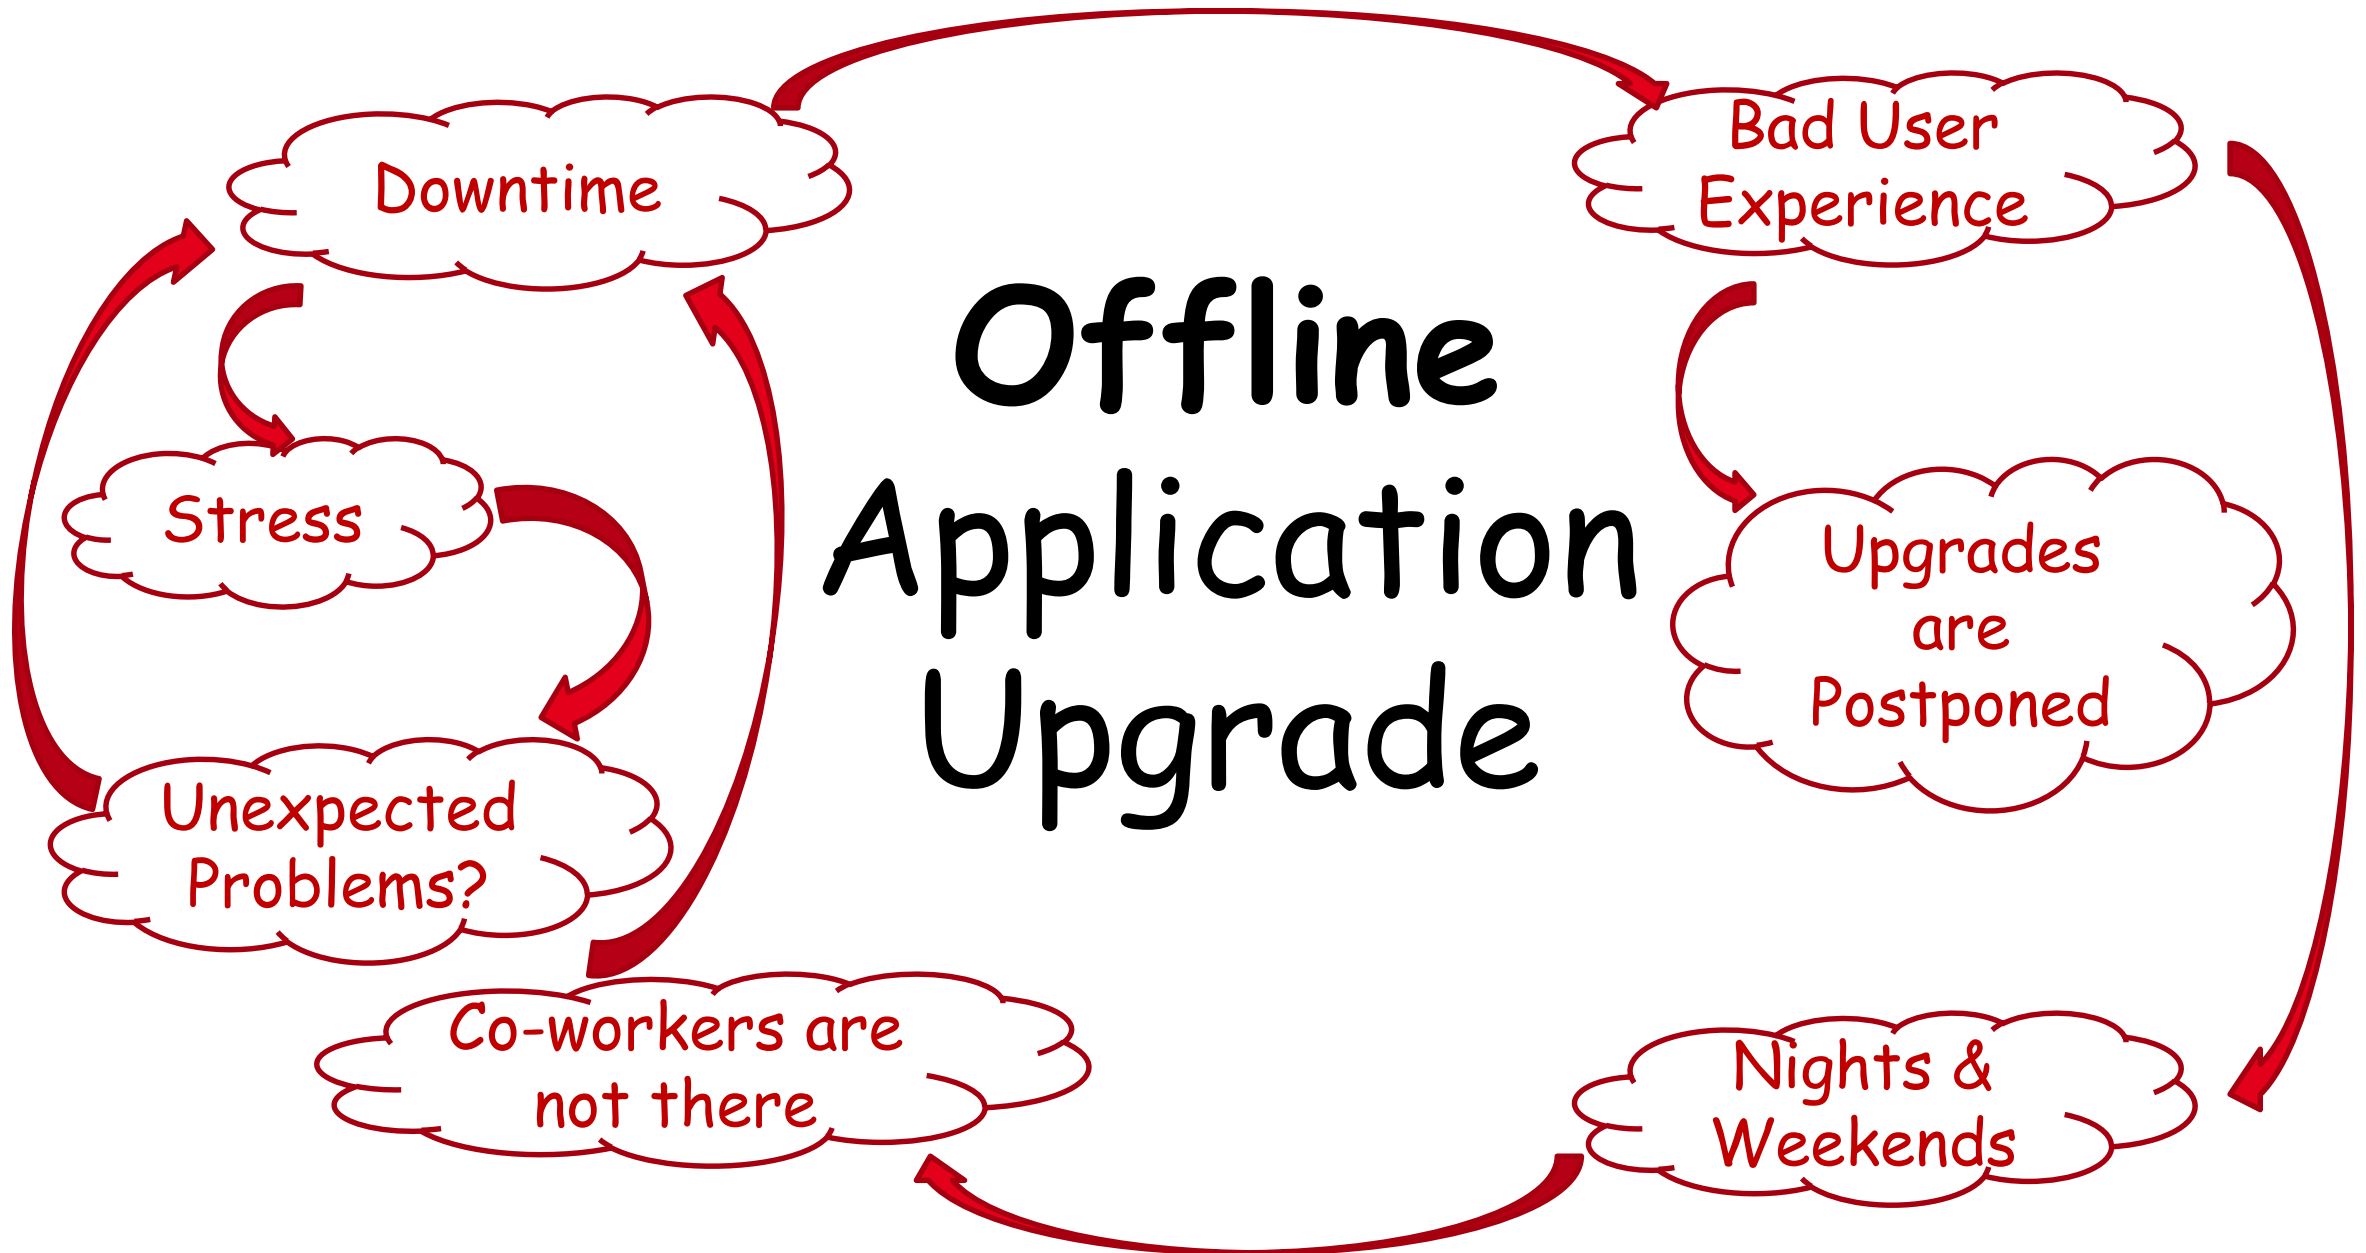 Downtime
Bad User
Experience
Offline
Application
Upgrade
Stress
Upgrades
are
Postponed
Unexpected
Problems?
Co-workers are
not there
Nights &
Weekends